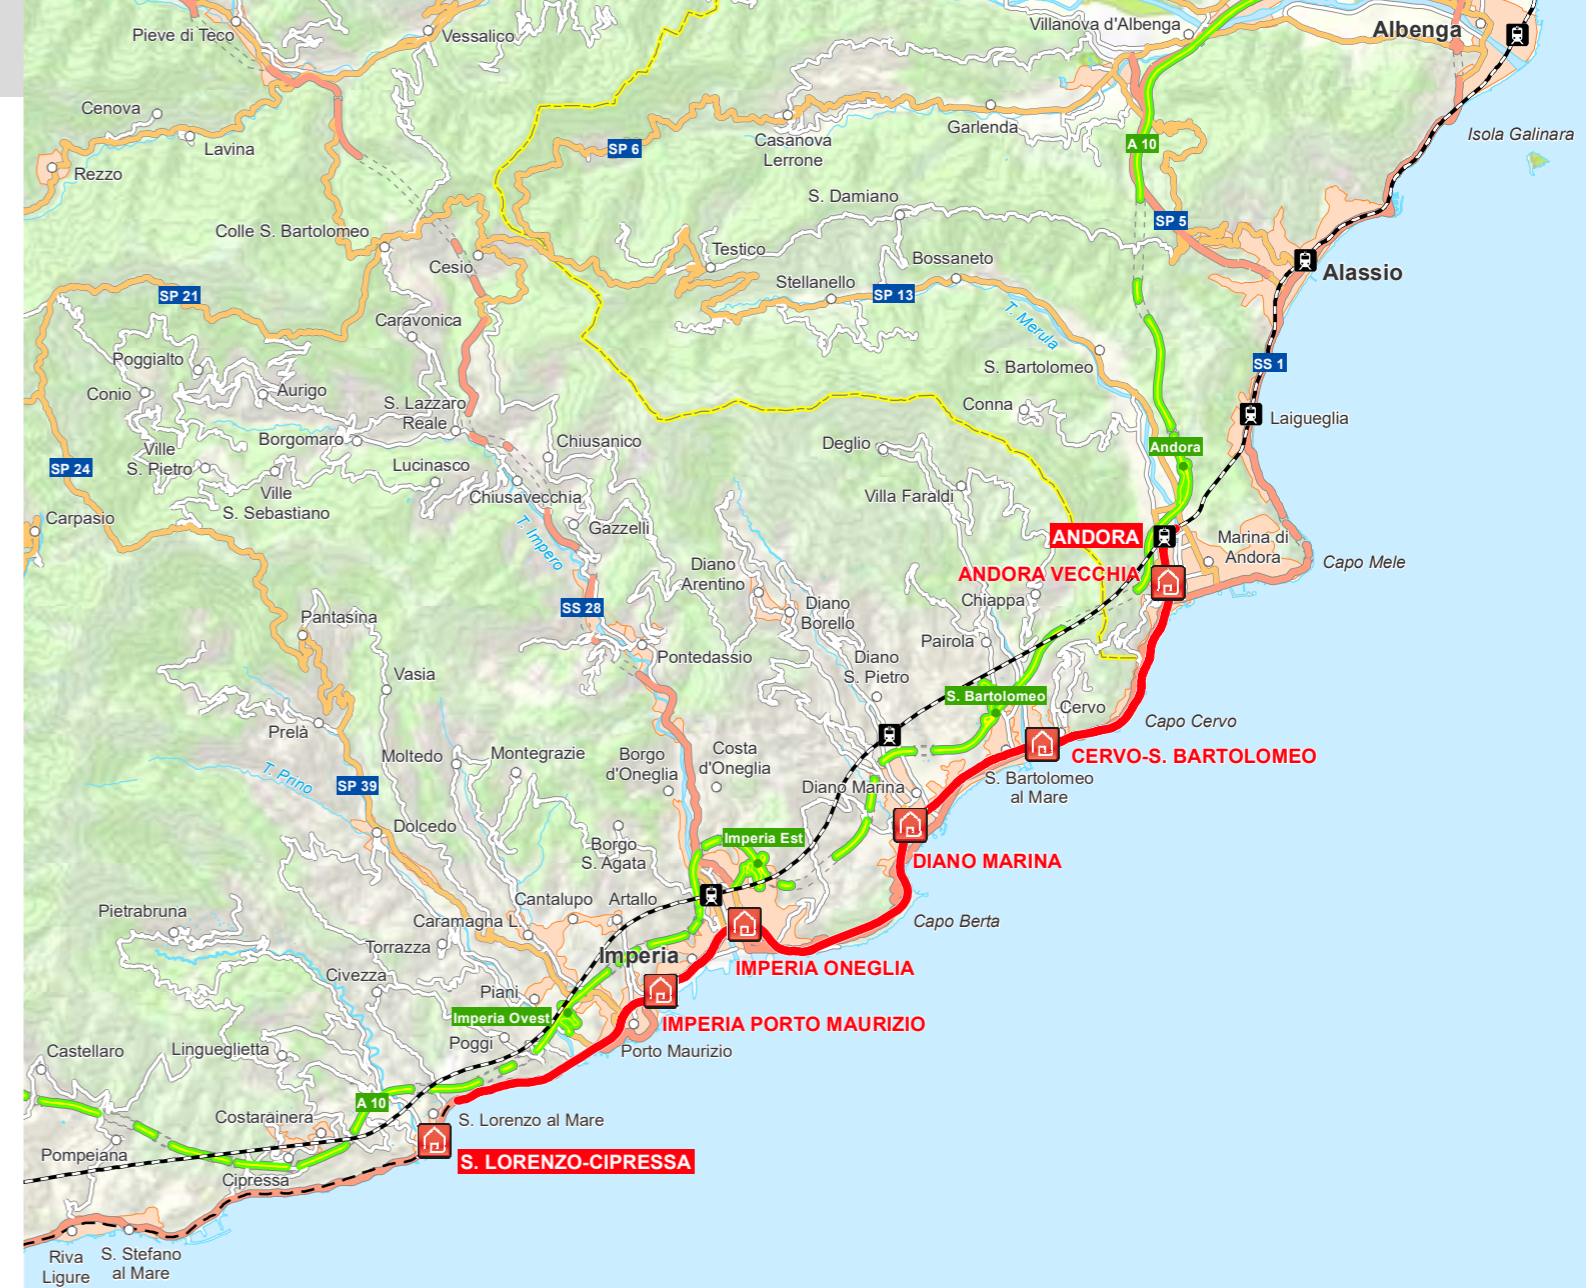 Villanova d'Albenga
Albenga
Pieve di Teco
Vessalico
Cenova
Lavina
Rezzo
SP 6
Casanova
Lerrone
Garlenda
A 10
Isola Galinara
S. Damiano
SP 5
Colle S. Bartolomeo
Cesio
Testico
Bossaneto
Stellanello
SP 13
Alassio
SP 21
Caravonica
T. Merula
Poggialto
Conio
Aurigo
S. Lazzaro
Reale
S. Bartolomeo
SS 1
Conna
Laigueglia
Borgomaro
Chiusanico
Deglio
Andora
Ville
S. Pietro
SP 24
Lucinasco
Chiusavecchia
Villa Faraldi
Ville
S. Sebastiano
Carpasio
T. Impero
Gazzelli
ANDORA
Marina di
Andora
Capo Mele
Diano
Arentino
ANDORA VECCHIA
Chiappa
SS 28
Diano
Borello
Pantasina
Pairola
Pontedassio
Diano
S. Pietro
Vasia
S. Bartolomeo
Cervo
Capo Cervo
Prelà
Moltedo
Montegrazie
Borgo
d'Oneglia
Costa
d'Oneglia
CERVO-S. BARTOLOMEO
T. Prino
SP 39
Diano Marina
S. Bartolomeo
al Mare
Dolcedo
Imperia Est
Borgo
S. Agata
DIANO MARINA
Pietrabruna
Cantalupo
Artallo
Caramagna L.
Capo Berta
Torrazza
Imperia
IMPERIA ONEGLIA
Civezza
Piani
Imperia Ovest
IMPERIA PORTO MAURIZIO
Poggi
Porto Maurizio
Castellaro
Lingueglietta
A 10
Costarainera
S. Lorenzo al Mare
Pompeiana
Cipressa
S. LORENZO-CIPRESSA
Riva
Ligure
S. Stefano
al Mare